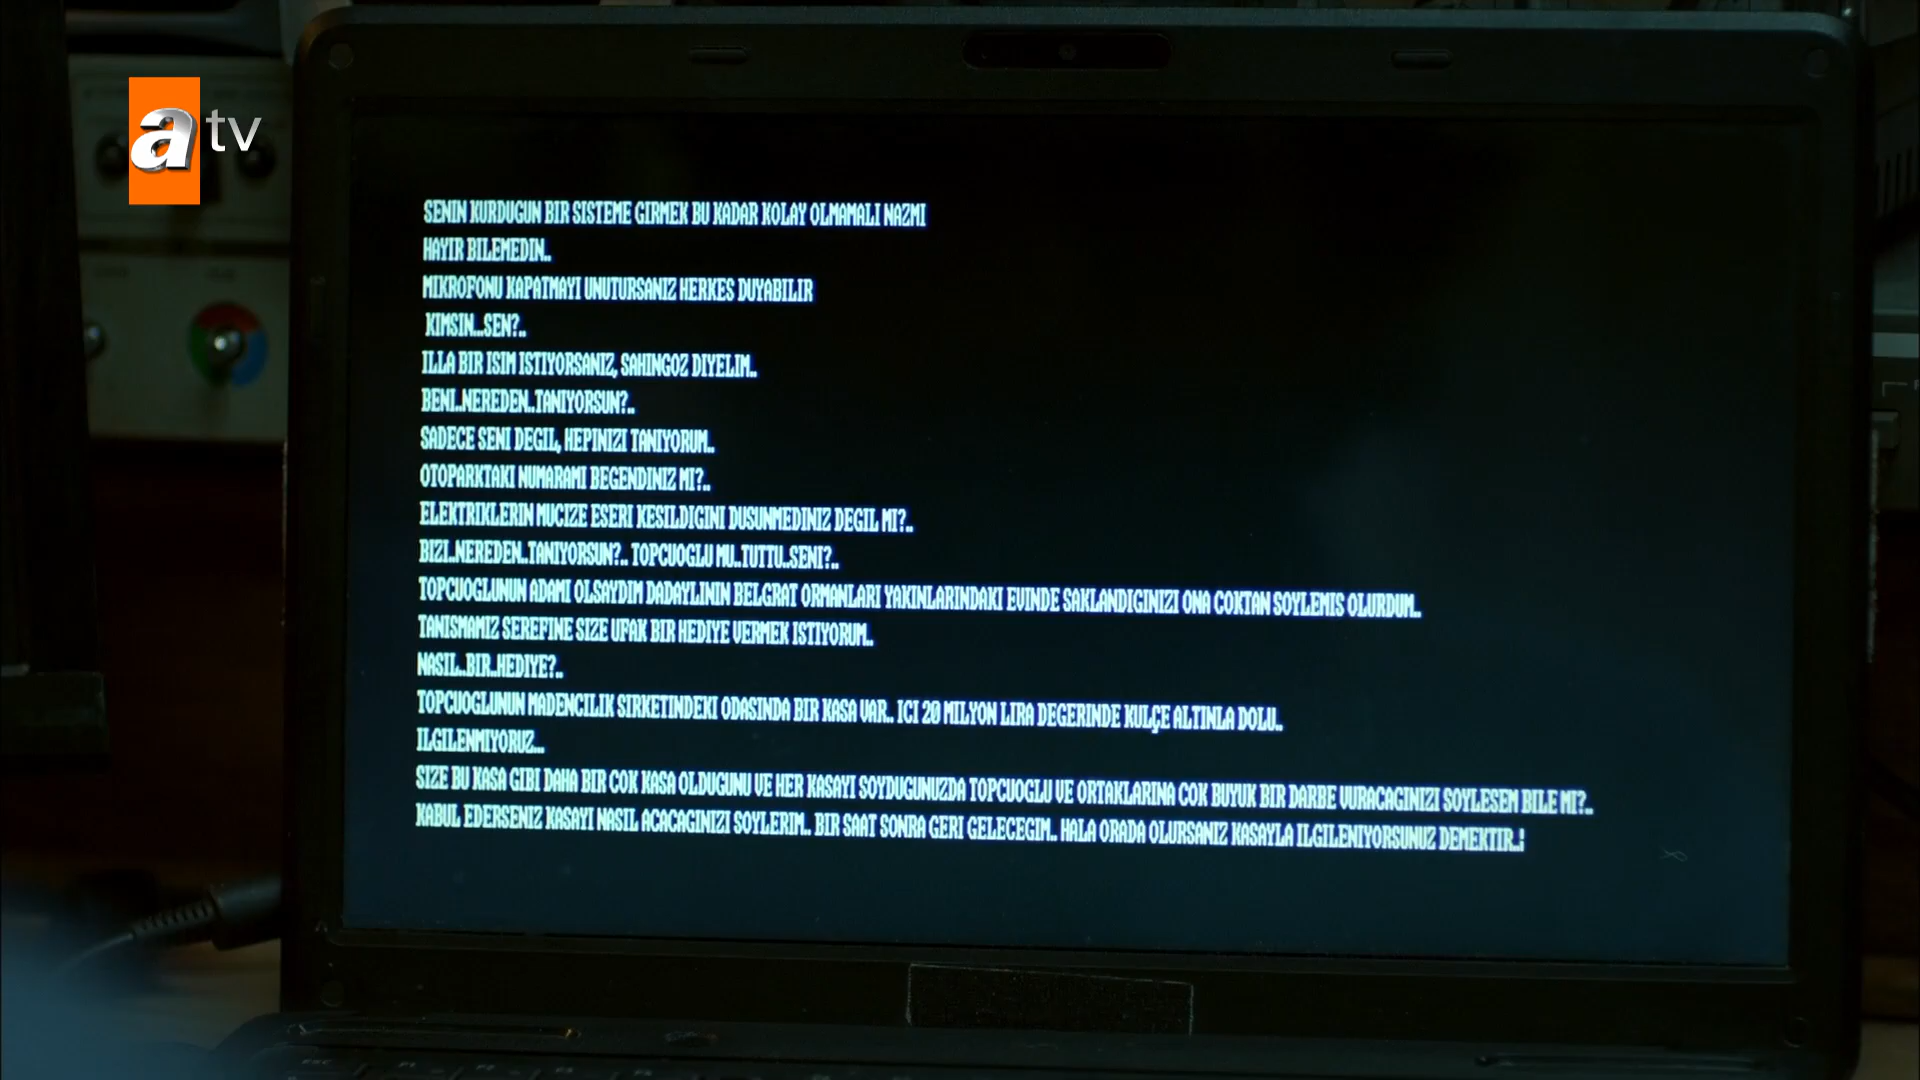 atv
SENIN KURDUGUN BIR SISTEME GIRMEK BU KADAR KOLAY OLMAMALI NAZMI
HAYIR BILEMEDIN..
MIKROFONU KAPATMAYI UNUTURSANIZ HERKES DUYABILIR
KIMSIN...SEN?..
ILLA BIR ISIM ISTIYORSANIZ, SAHINGOZ DIYELIM..
BENI..NEREDEN..TANIYORSUN?..
SADECE SENI DEGIL, HEPINIZI TANIYORUM..
OTOPARKTAKI NUMARAMI BEGENDINIZ MI?..
ELEKTRIKLERIN MUCIZE ESERI KESILDIGINI DUSUNMEDINIZ DEGIL MI?..
BIZI..NEREDEN..TANIYORSUN?.. TOPCUOGLU MU..TUTTU..SENI?..
TOPCUOGLUNUN ADAMI OLSAYDIM DADAYLININ BELGRAT ORMANLARI YAKINLARINDAKI EVINDE SAKLANDIGINIZI ONA COKTAN SOYLEMIS OLURDUM..
TANISMAMIZ SEREFINE SIZE UFAK BIR HEDIYE VERMEK ISTIYORUM..
NASIL..BIR..HEDIYE?..
TOPCUOGLUNUN MADENCILIK SIRKETINDEKI ODASINDA BIR KASA VAR.. ICI 20 MILYON LIRA DEGERINDE KULÇE ALTINLA DOLU..
ILGILENMIYORUZ...
SIZE BU KASA GIBI DAHA BIR COK KASA OLDUGUNU VE HER KASAYI SOYDUGUNUZDA TOPCUOGLU VE ORTAKLARINA COK BUYUK BIR DARBE VURACAGINIZI SOYLESEM BILE MI?..
KABUL EDERSENIZ KASAYI NASIL ACACAGINIZI SOYLERIM.. BIR SAAT SONRA GERI GELECEGIM.. HALA ORADA OLURSANIZ KASAYLA ILGILENIYORSUNUZ DEMEKTIR..